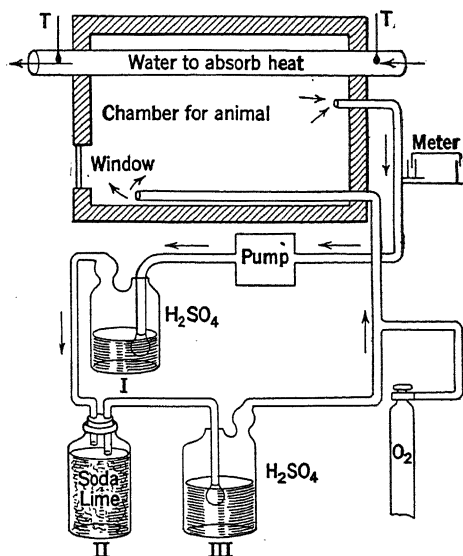 T
T
Water to absorb heat
Chamber for animal
Meter
Window
Pump
H₂SO₄
I
Soda
Lime
II
H₂SO₄
III
O₂